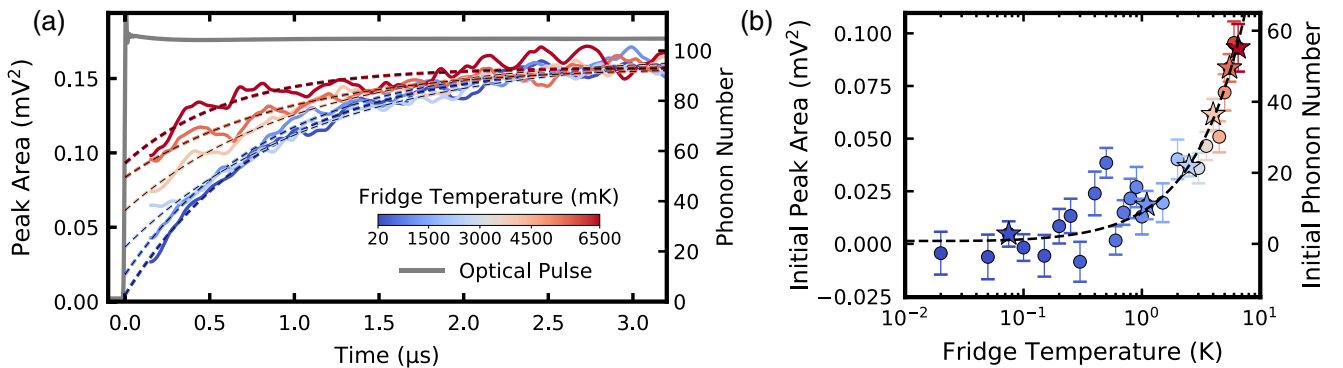 (a)
Peak Area (mV²)
0.15
0.10
0.05
0.00
100
80
60
40
20
0
Phonon Number
Fridge Temperature (mK)
20 1500 3000 4500 6500
Optical Pulse
0.0 0.5 1.0 1.5 2.0 2.5 3.0
Time (μs)
(b)
Initial Peak Area (mV²)
0.100
0.075
0.050
0.025
0.000
−0.025
60
40
20
0
Initial Phonon Number
10⁻² 10⁻¹ 10⁰ 10¹
Fridge Temperature (K)